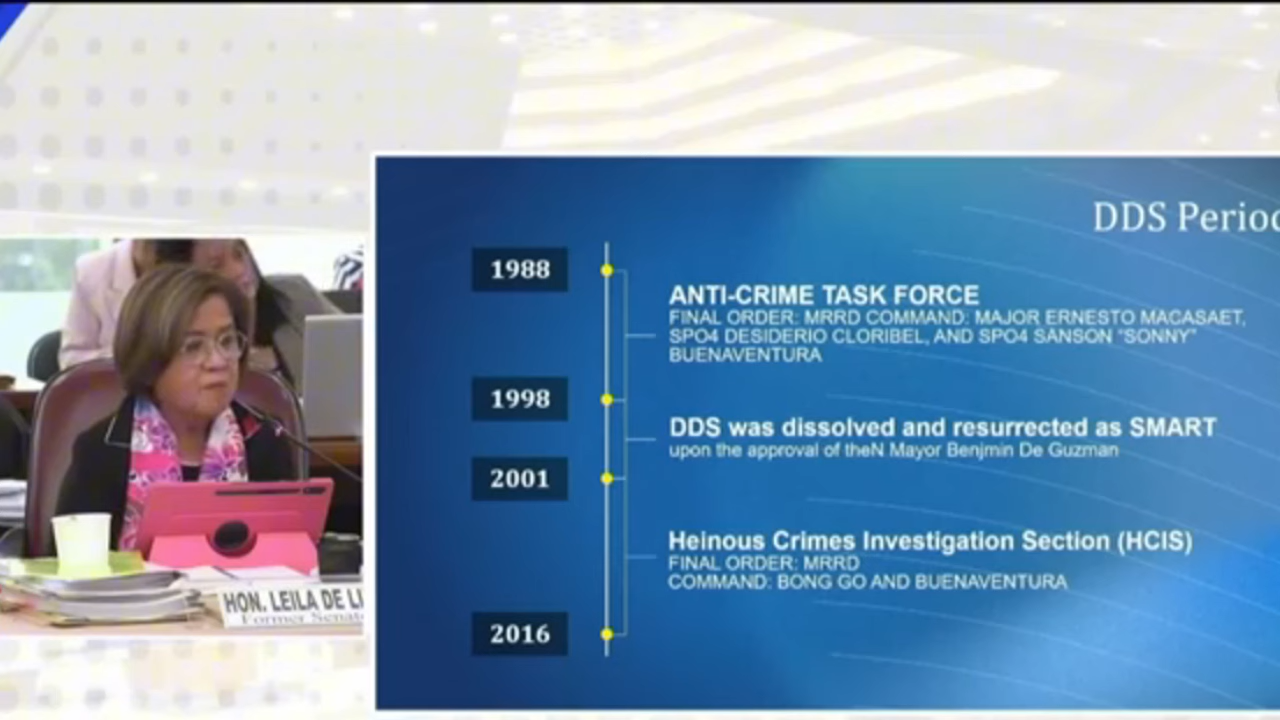 DDS Period
1988
ANTI-CRIME TASK FORCE
FINAL ORDER: MRRD COMMAND: MAJOR ERNESTO MACASAET,
SPO4 DESIDERIO CLORIBEL, AND SPO4 SANSON "SONNY"
BUENAVENTURA
1998
DDS was dissolved and resurrected as SMART
upon the approval of theN Mayor Benjmin De Guzman
2001
Heinous Crimes Investigation Section (HCIS)
FINAL ORDER: MRRD
COMMAND: BONG GO AND BUENAVENTURA
2016
HON. LEILA DE LI
Former Senato